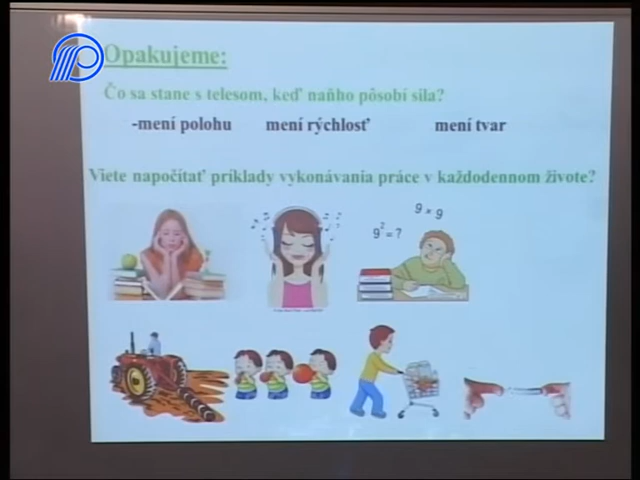 Opakujeme:
Čo sa stane s telesom, keď naňho pôsobí sila?
-mení polohu mení rýchlosť mení tvar
Viete napočítať príklady vykonávania práce v každodennom živote?
9 × 9
9² = ?